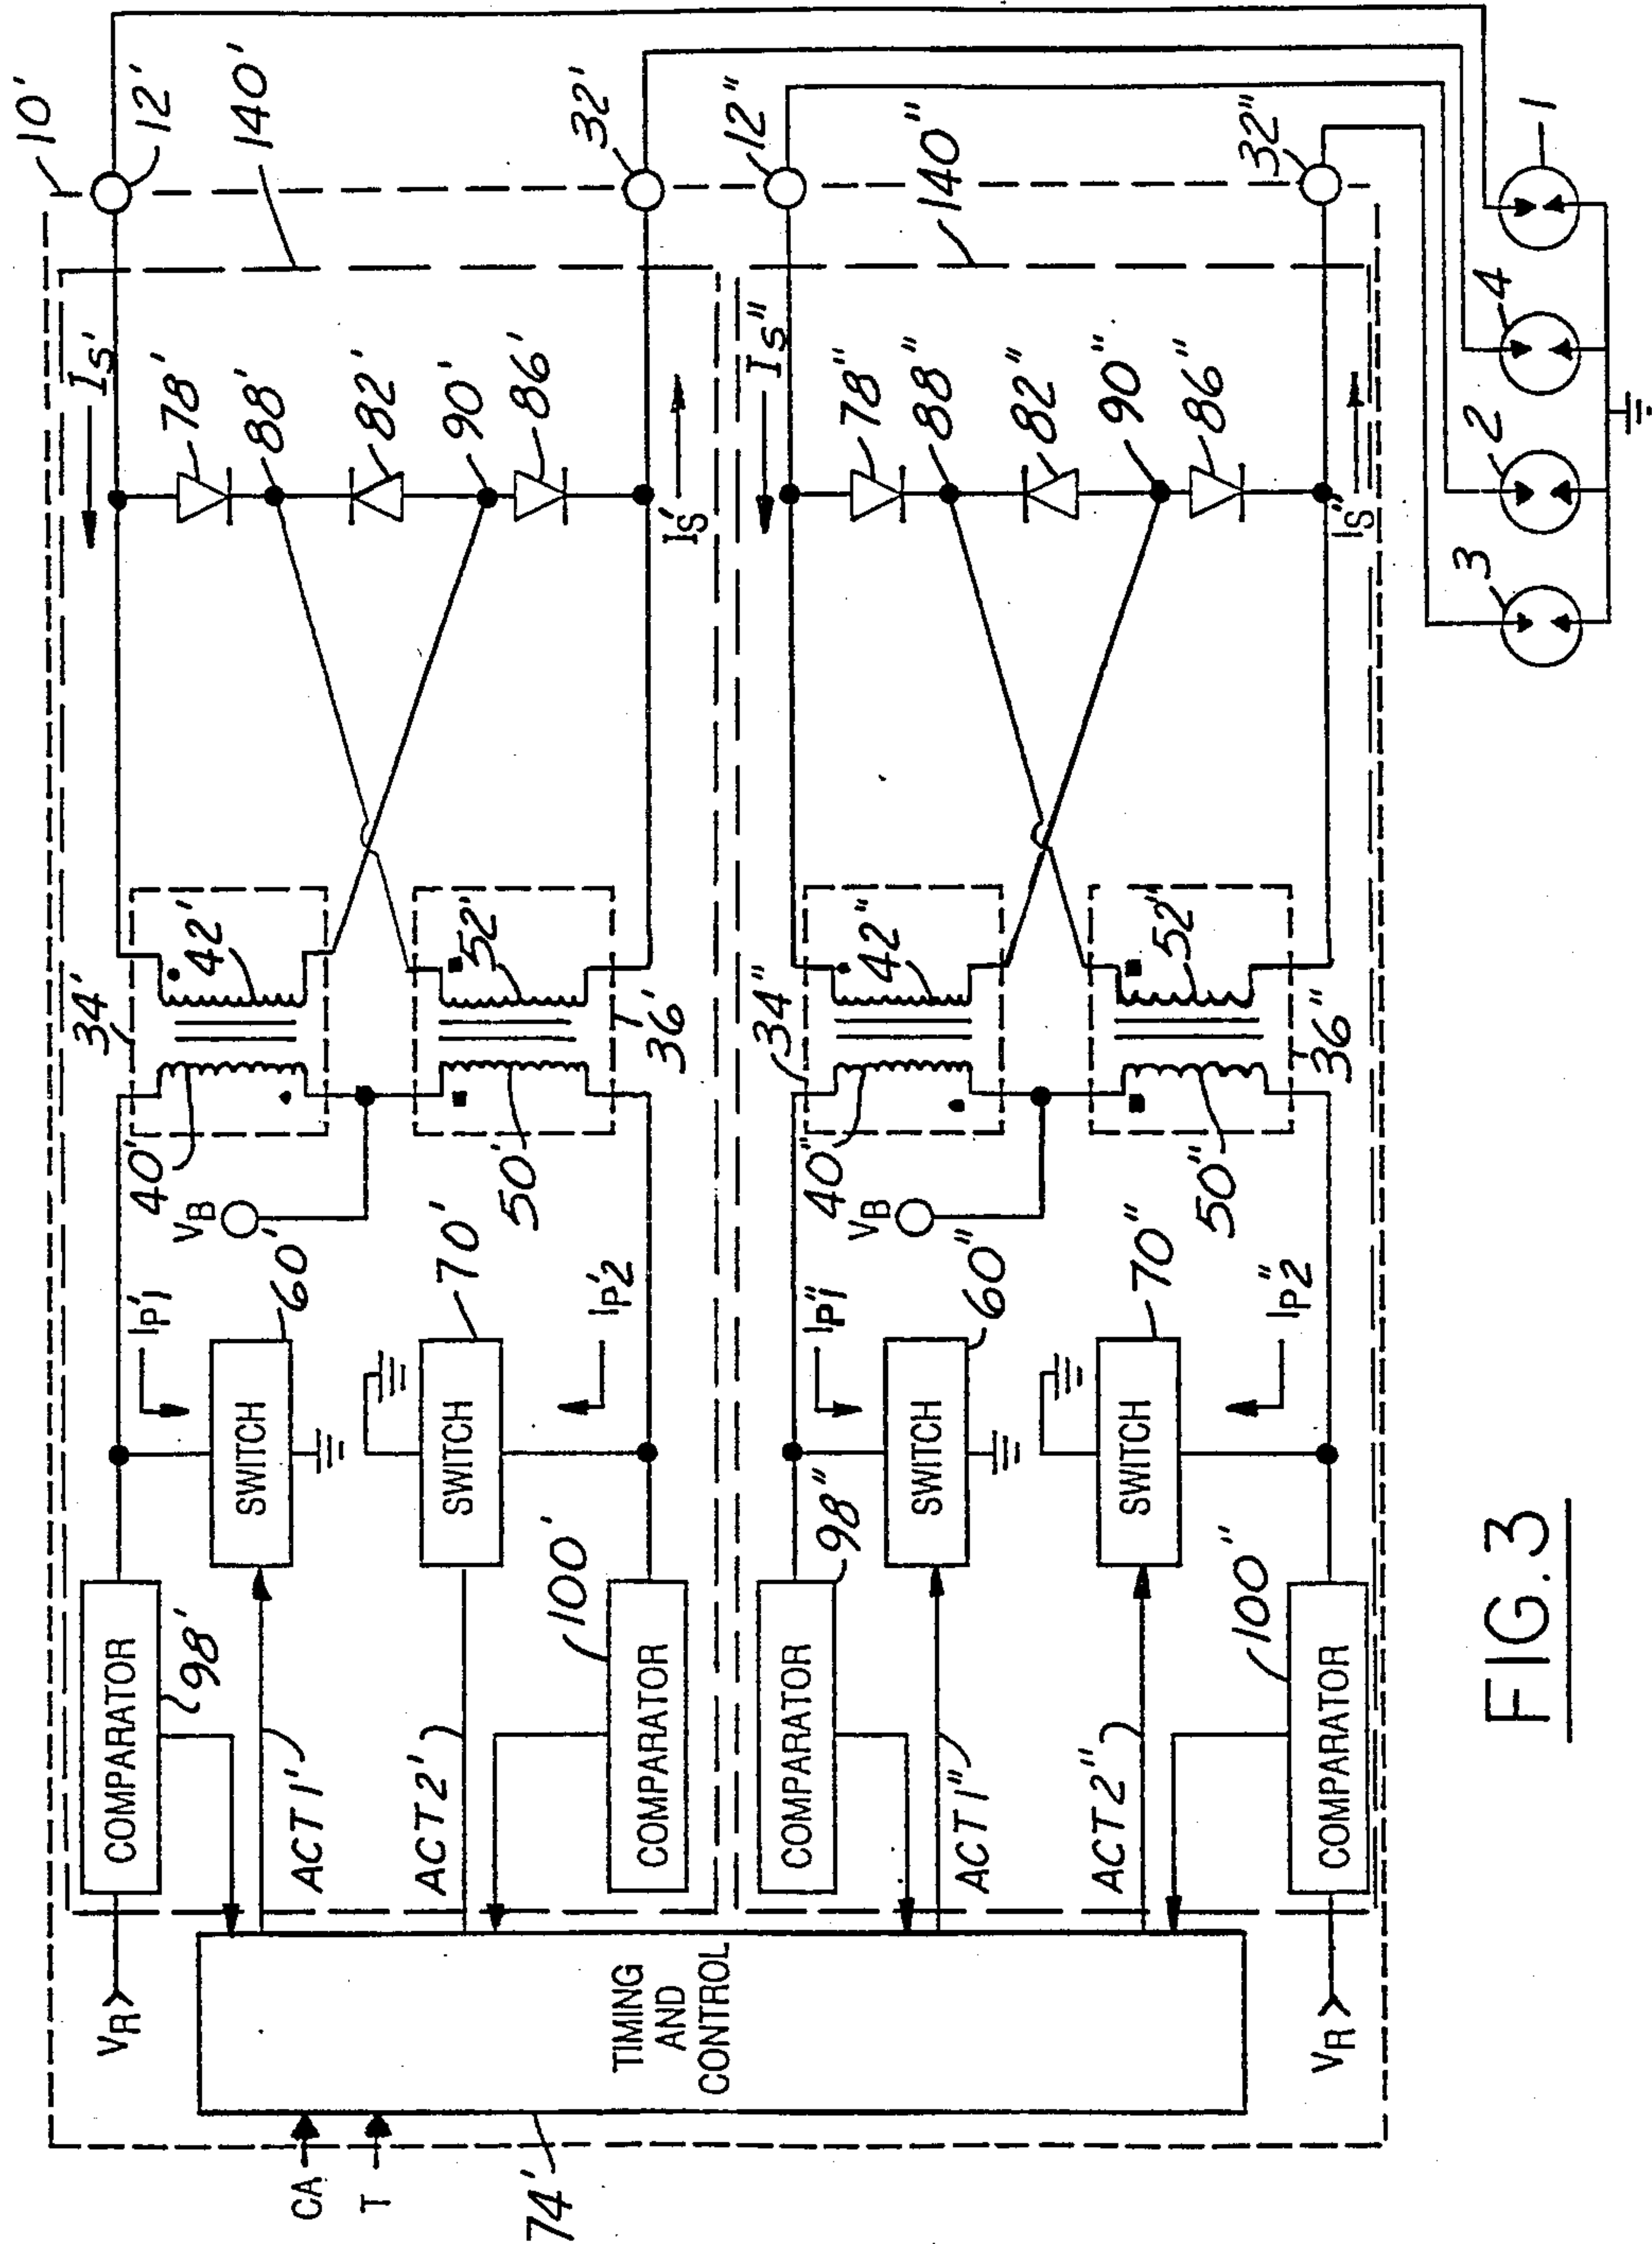 10'
12'
140'
32'
12"
140"
32"
Is'
78'
88'
82'
90'
86'
Is'
Is"
78"
88"
82"
90"
86"
Is"
1
4
2
3
34'
42'
52'
36'
34"
42"
52"
36"
40'
50'
40"
50"
VB
VB
IP'1
60'
70'
IP'2
IP"1
60"
70"
IP"2
SWITCH
SWITCH
SWITCH
SWITCH
COMPARATOR
98'
100'
COMPARATOR
COMPARATOR
98"
100"
COMPARATOR
ACT1'
ACT2'
ACT1"
ACT2"
VR
VR
TIMING
AND
CONTROL
CA
T
74'
FIG.3